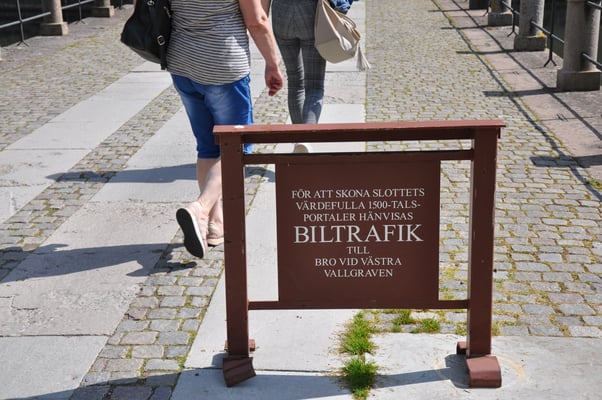 FÖR ATT SKONA SLOTTETS
VÄRDEFULLA 1500-TALS-
PORTALER HÄNVISAS
BILTRAFIK
TILL
BRO VID VÄSTRA
VALLGRAVEN